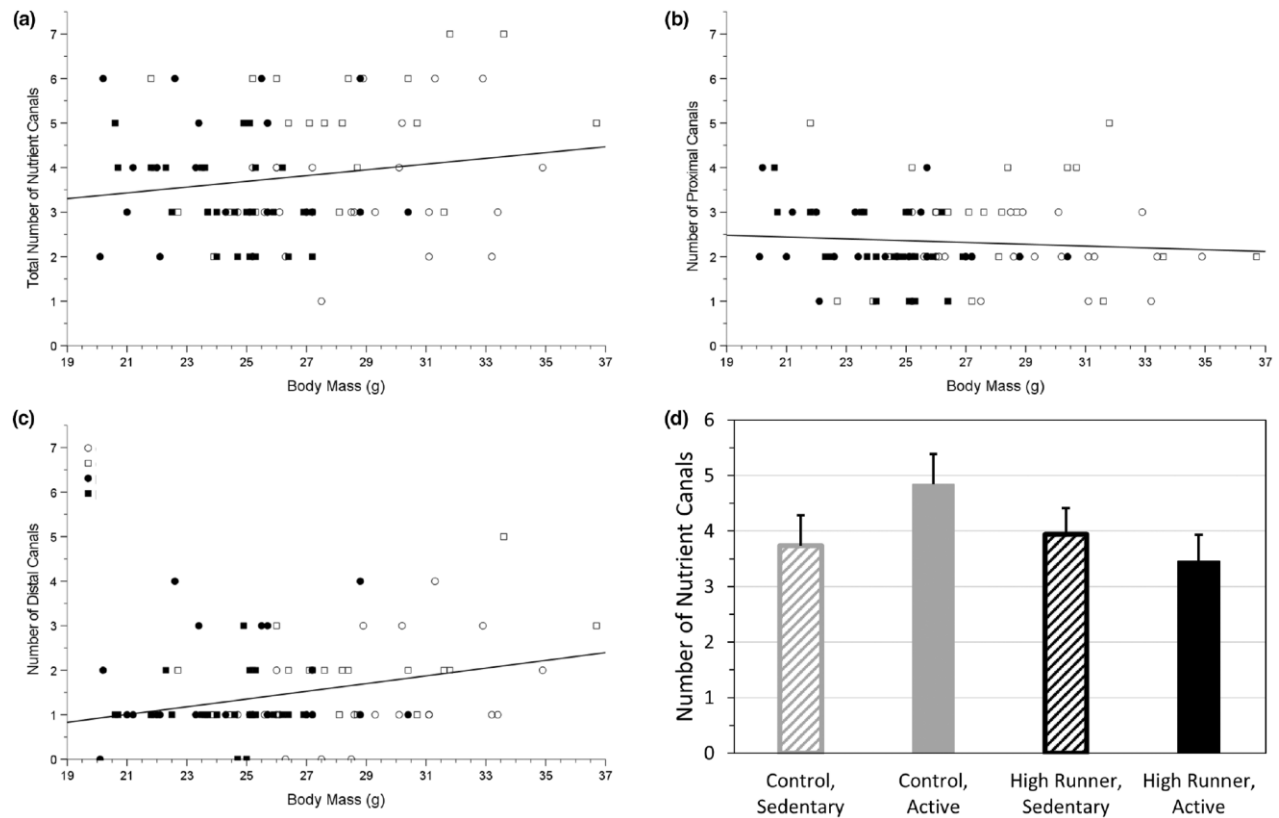 (a)
7
6
5
4
3
2
1
0
Total Number of Nutrient Canals
19 21 23 25 27 29 31 33 35 37
Body Mass (g)
(b)
7
6
5
4
3
2
1
0
Number of Proximal Canals
19 21 23 25 27 29 31 33 35 37
Body Mass (g)
(c)
7
6
5
4
3
2
1
0
Number of Distal Canals
19 21 23 25 27 29 31 33 35 37
Body Mass (g)
(d)
6
5
4
3
2
1
0
Number of Nutrient Canals
Control,
Sedentary
Control,
Active
High Runner,
Sedentary
High Runner,
Active